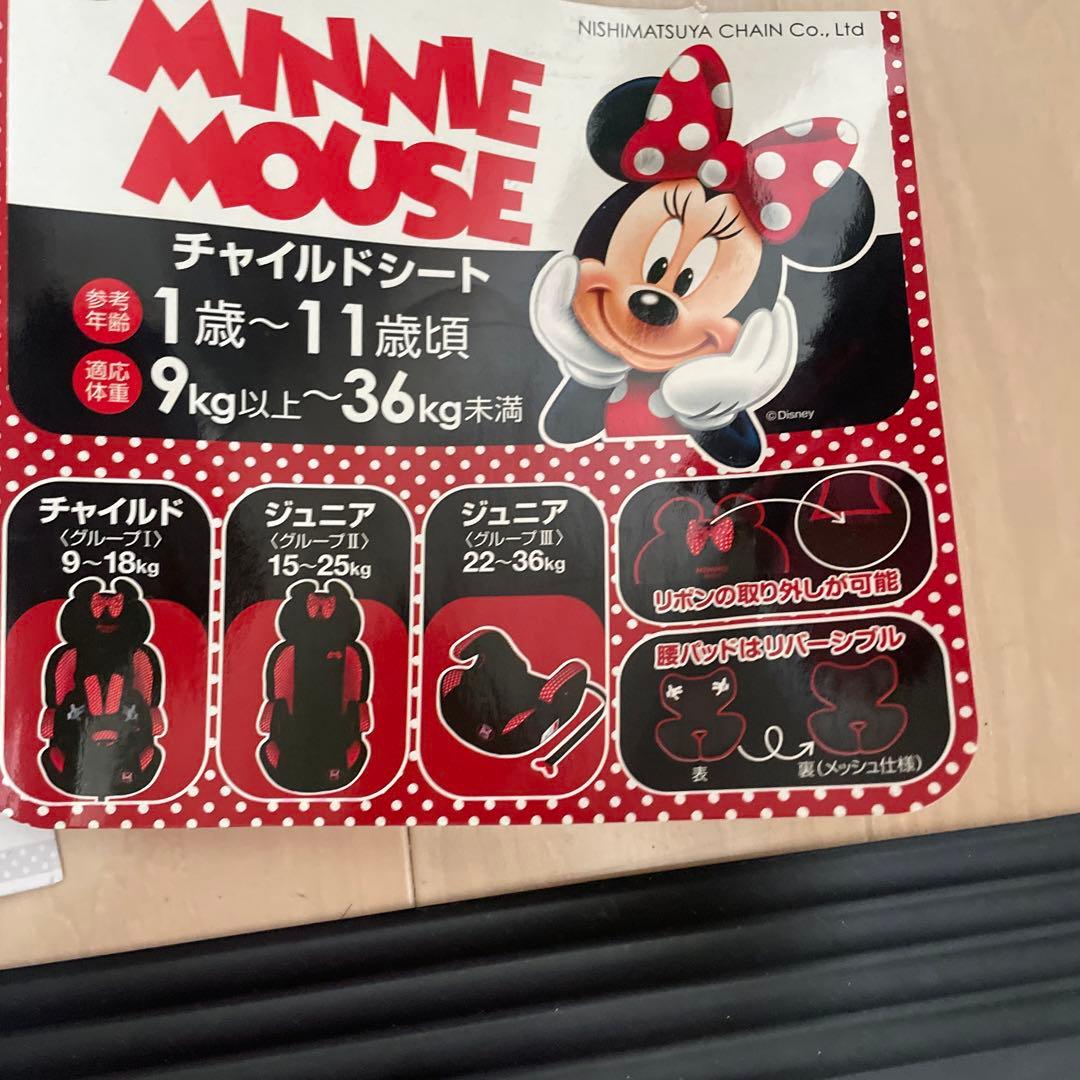 NISHIMATSUYA CHAIN Co., Ltd
MINNIE
MOUSE
チャイルドシート
参考
年齢
1歳～11歳頃
適応
体重
9kg以上～36kg未満
©Disney
チャイルド
〈グループⅠ〉
9～18kg
ジュニア
〈グループⅡ〉
15～25kg
ジュニア
〈グループⅢ〉
22～36kg
リボンの取り外しが可能
腰パッドはリバーシブル
表
裏(メッシュ仕様)